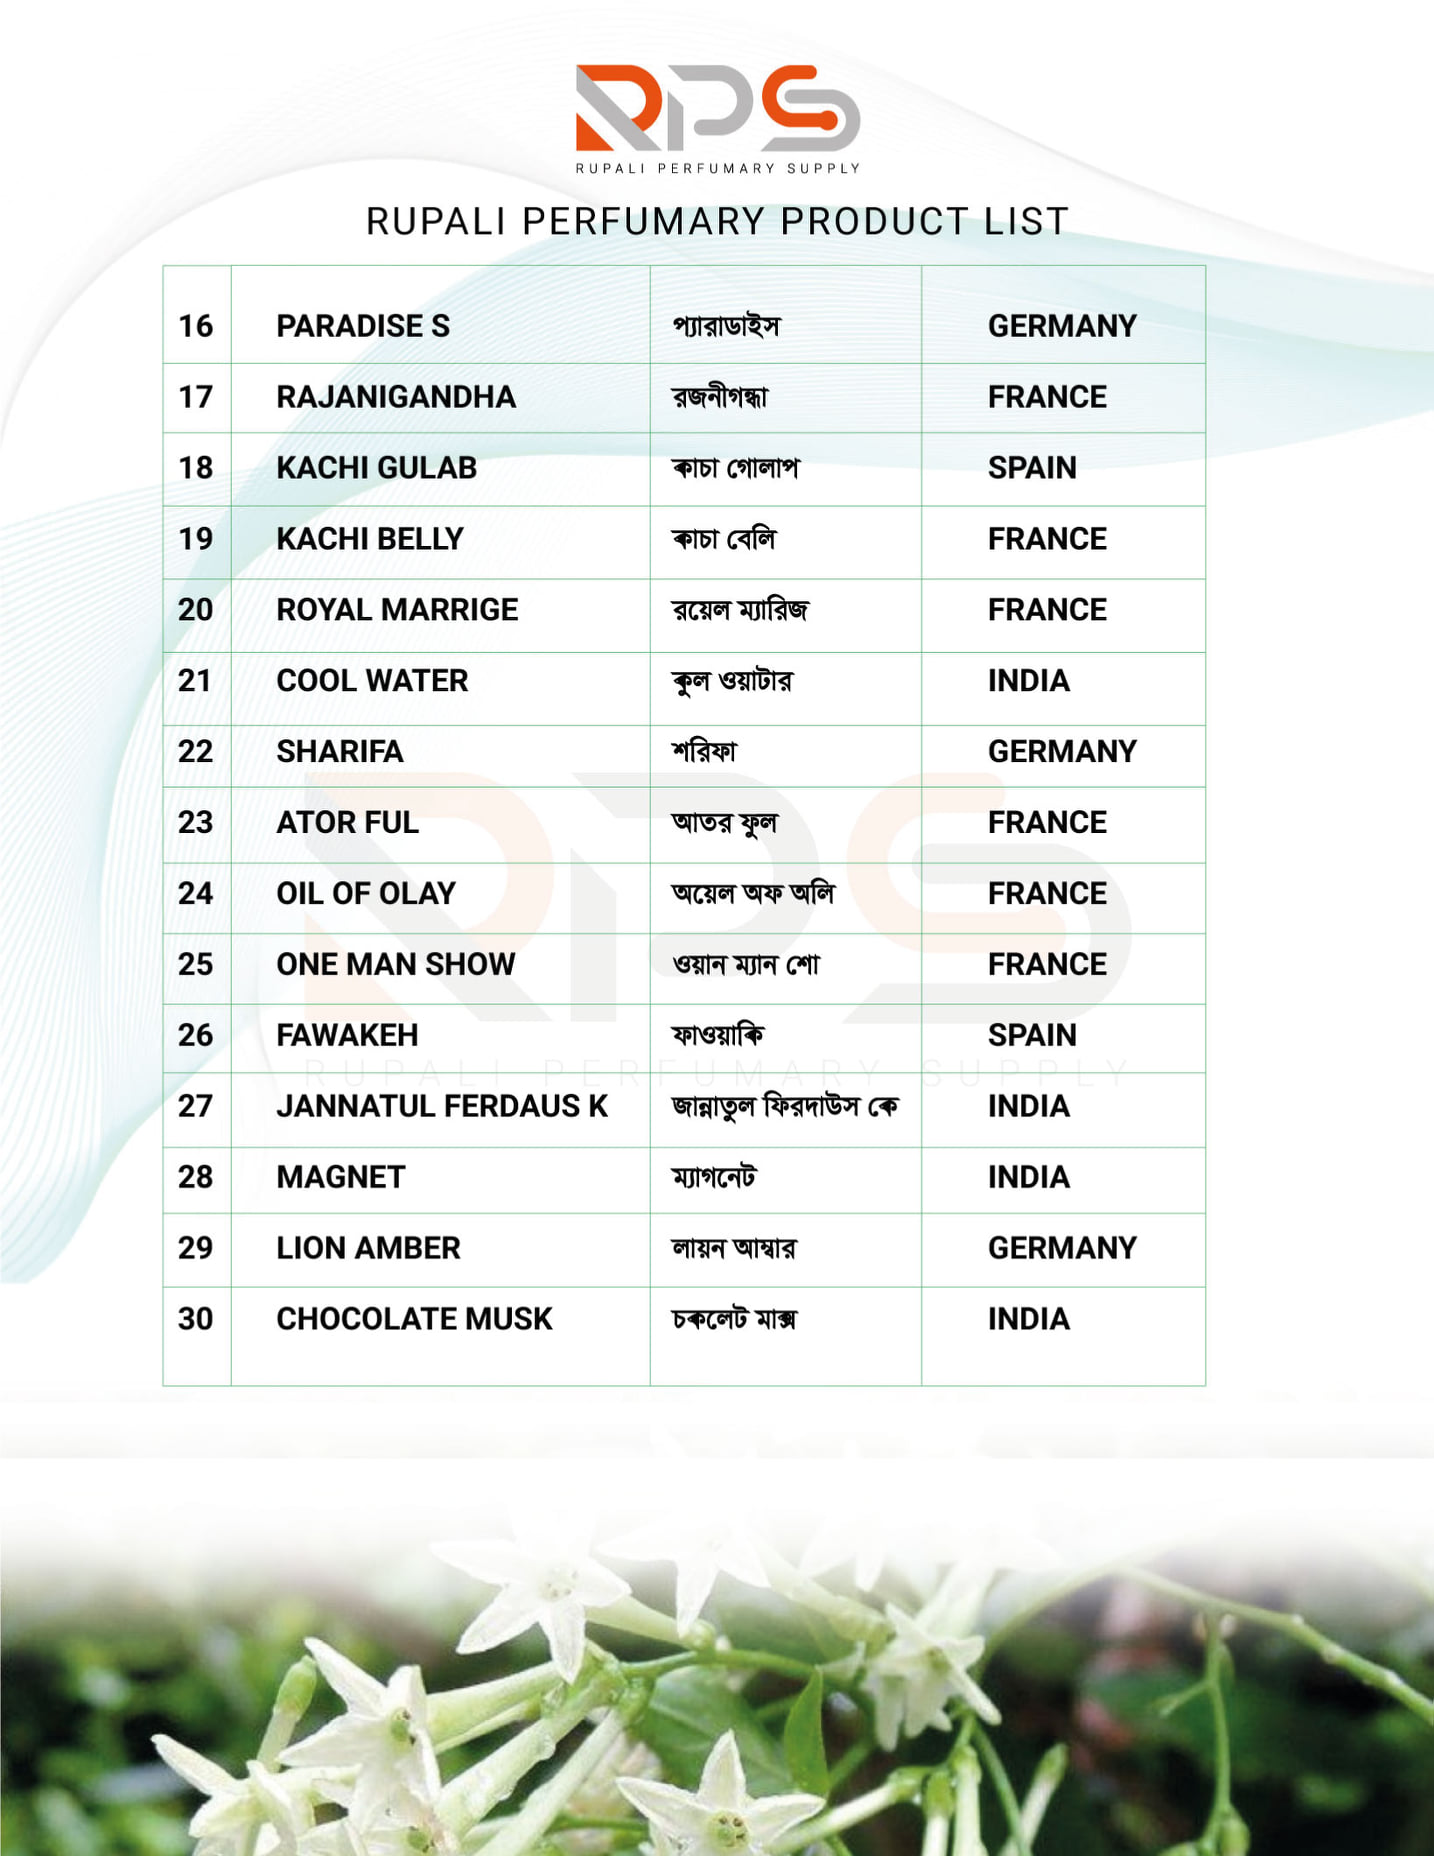 RPS
RUPALI PERFUMARY SUPPLY
RUPALI PERFUMARY PRODUCT LIST
16 PARADISE S প্যারাডাইস GERMANY
17 RAJANIGANDHA রজনীগন্ধা FRANCE
18 KACHI GULAB কাচা গোলাপ SPAIN
19 KACHI BELLY কাচা বেলি FRANCE
20 ROYAL MARRIGE রয়েল ম্যারিজ FRANCE
21 COOL WATER কুল ওয়াটার INDIA
22 SHARIFA শরিফা GERMANY
23 ATOR FUL আতর ফুল FRANCE
24 OIL OF OLAY অয়েল অফ অলি FRANCE
25 ONE MAN SHOW ওয়ান ম্যান শো FRANCE
26 FAWAKEH ফাওয়াকি SPAIN
27 JANNATUL FERDAUS K জান্নাতুল ফিরদাউস কে INDIA
28 MAGNET ম্যাগনেট INDIA
29 LION AMBER লায়ন আম্বার GERMANY
30 CHOCOLATE MUSK চকলেট মাস্ক INDIA
RPS
RUPALI PERFUMARY SUPPLY